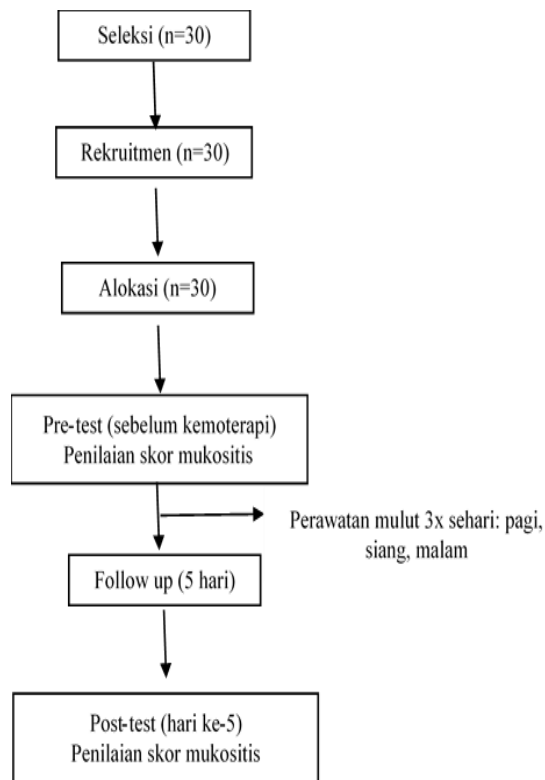 Seleksi (n=30)
Rekruitmen (n=30)
Alokasi (n=30)
Pre-test (sebelum kemoterapi)
Penilaian skor mukositis
Perawatan mulut 3x sehari: pagi,
siang, malam
Follow up (5 hari)
Post-test (hari ke-5)
Penilaian skor mukositis